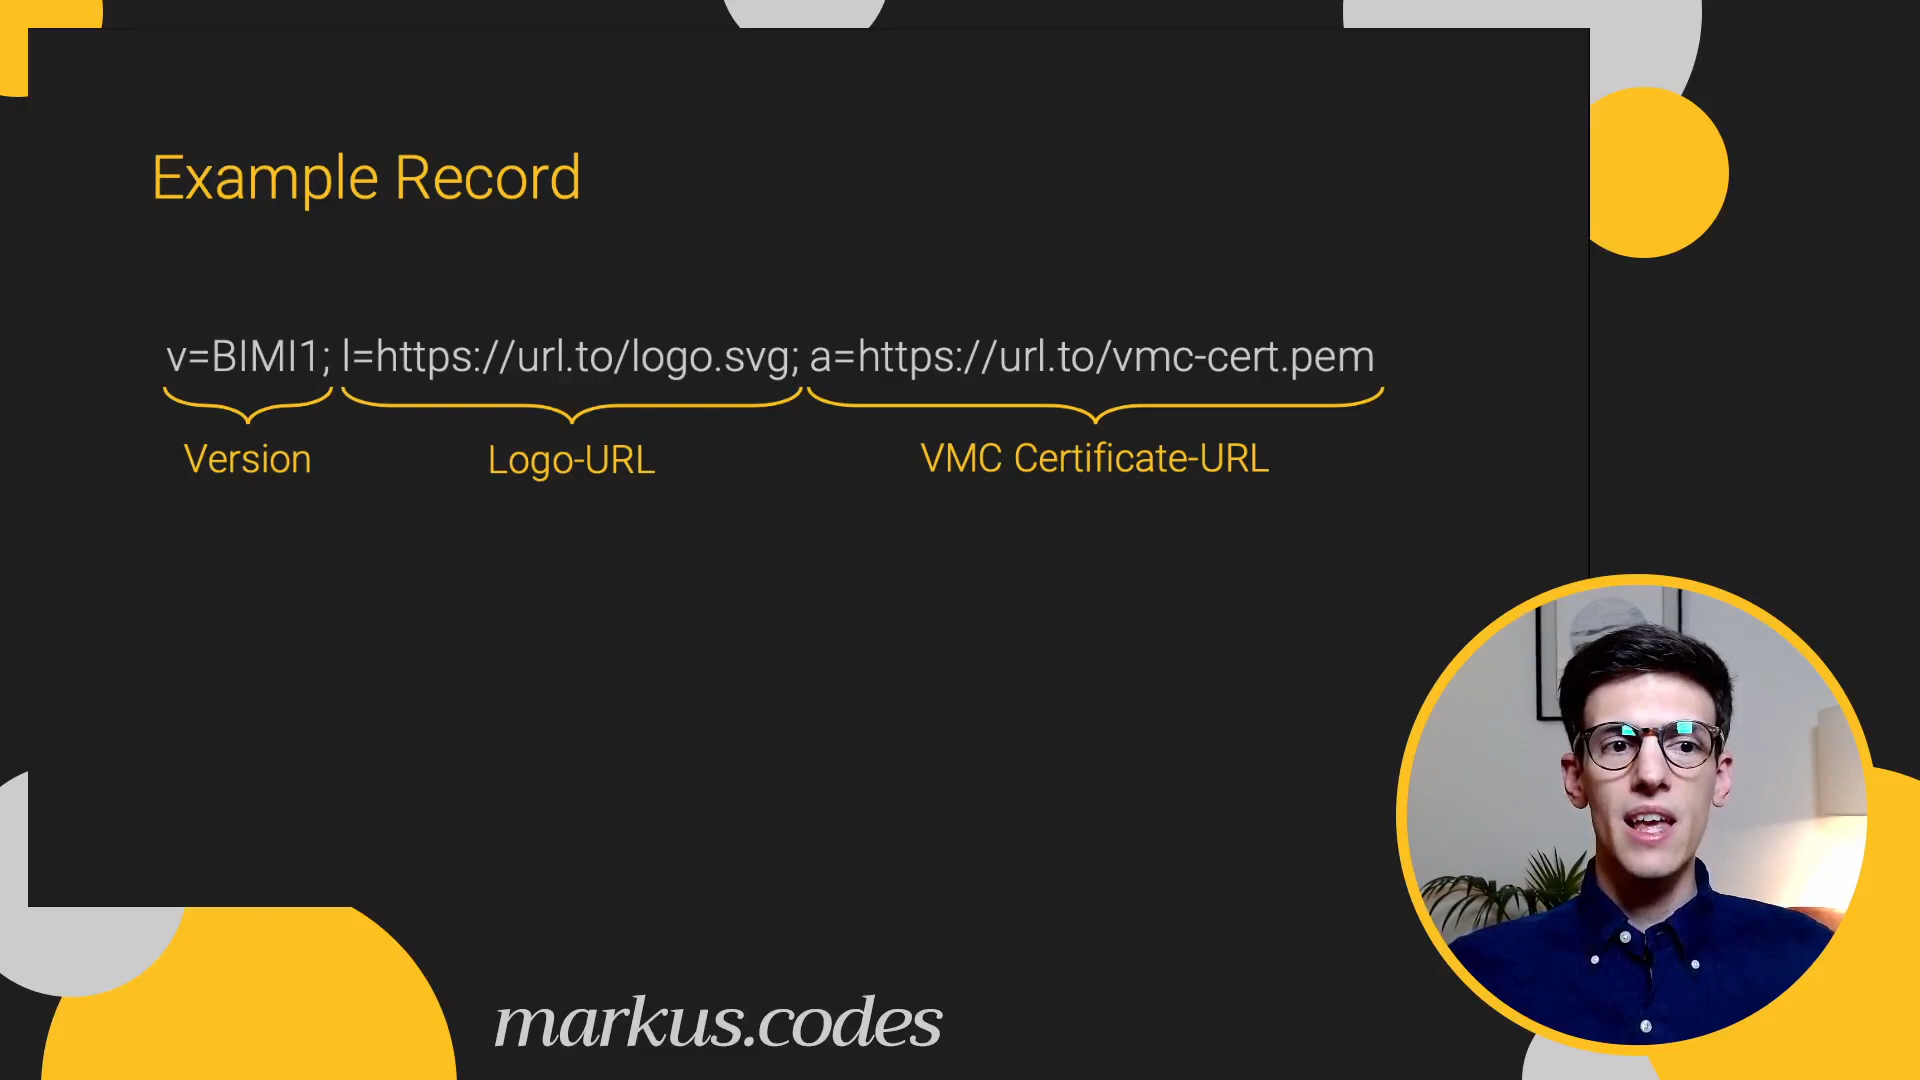 Example Record
v=BIMI1; l=https://url.to/logo.svg; a=https://url.to/vmc-cert.pem
Version Logo-URL VMC Certificate-URL
markus.codes